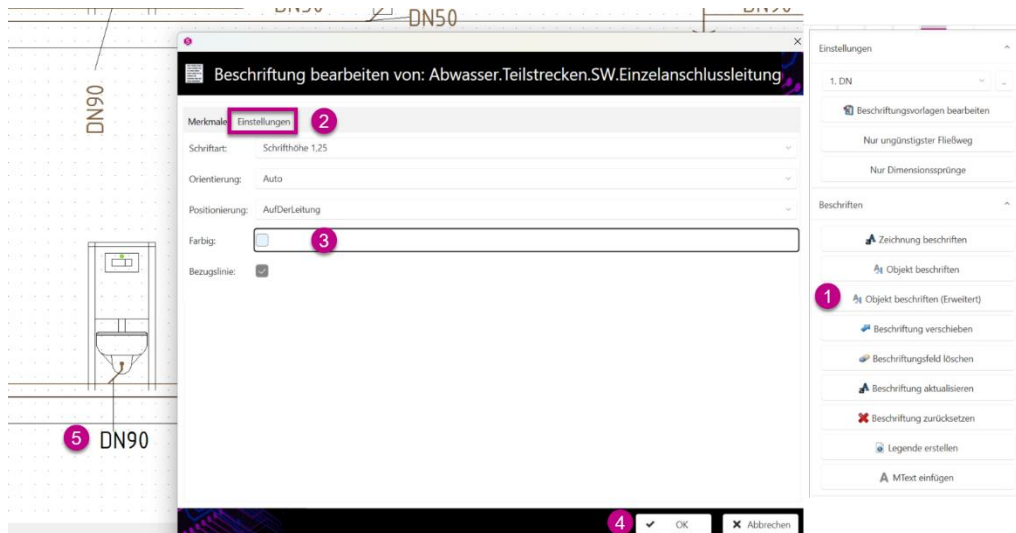 DN50
DN50
DN90
DN90
Beschriftung bearbeiten von: Abwasser.Teilstrecken.SW.Einzelanschlussleitung
Merkmale Einstellungen 2
Schriftart: Schrifthöhe 1,25
Orientierung: Auto
Positionierung: AufDerLeitung
Farbig: 3
Bezugslinie:
5 DN90
4 OK Abbrechen
Einstellungen
1. DN ...
Beschriftungsvorlagen bearbeiten
Nur ungünstigster Fließweg
Nur Dimensionssprünge
Beschriften
Zeichnung beschriften
Objekt beschriften
1 Objekt beschriften (Erweitert)
Beschriftung verschieben
Beschriftungsfeld löschen
Beschriftung aktualisieren
Beschriftung zurücksetzen
Legende erstellen
MText einfügen